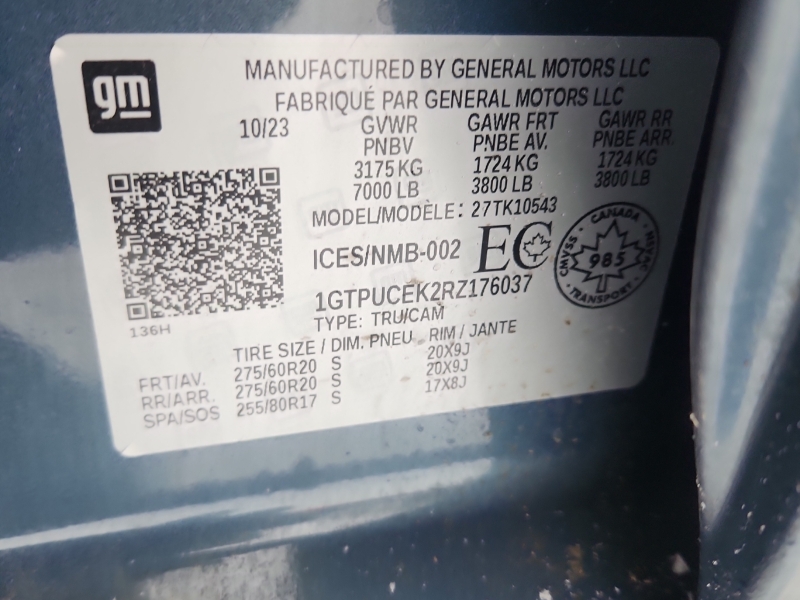 gm
MANUFACTURED BY GENERAL MOTORS LLC
FABRIQUÉ PAR GENERAL MOTORS LLC
10/23 GVWR GAWR FRT GAWR RR
PNBV PNBE AV. PNBE ARR.
3175 KG 1724 KG 1724 KG
7000 LB 3800 LB 3800 LB
MODEL/MODÈLE: 27TK10543
ICES/NMB-002 EC
CANADA
CMVSS 985 NSVAC
TRANSPORT
1GTPUCEK2RZ176037
136H
TYPE: TRU/CAM
TIRE SIZE / DIM. PNEU RIM / JANTE
FRT/AV. 275/60R20 S 20X9J
RR/ARR. 275/60R20 S 20X9J
SPA/SOS 255/80R17 S 17X8J